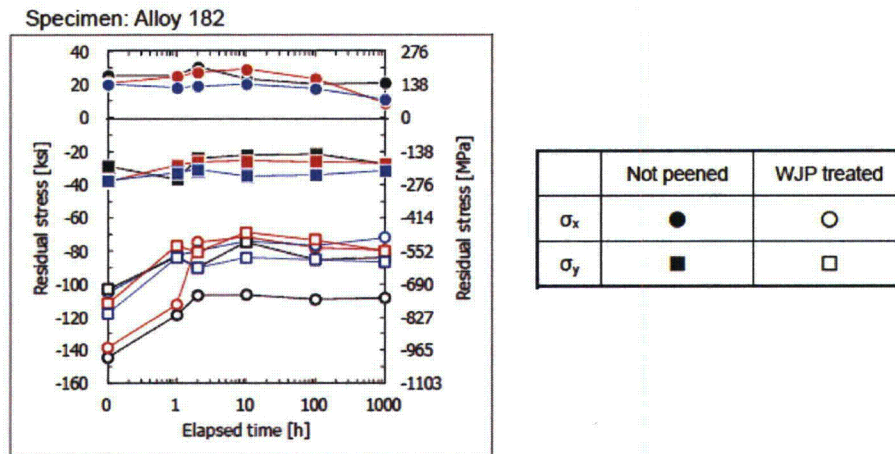 Specimen: Alloy 182
40
20
0
-20
-40
-60
-80
-100
-120
-140
-160
Residual stress [ksi]
276
138
0
-138
-276
-414
-552
-690
-827
-965
-1103
Residual stress [MPa]
0 1 10 100 1000
Elapsed time [h]
Not peened WJP treated
σx
σy